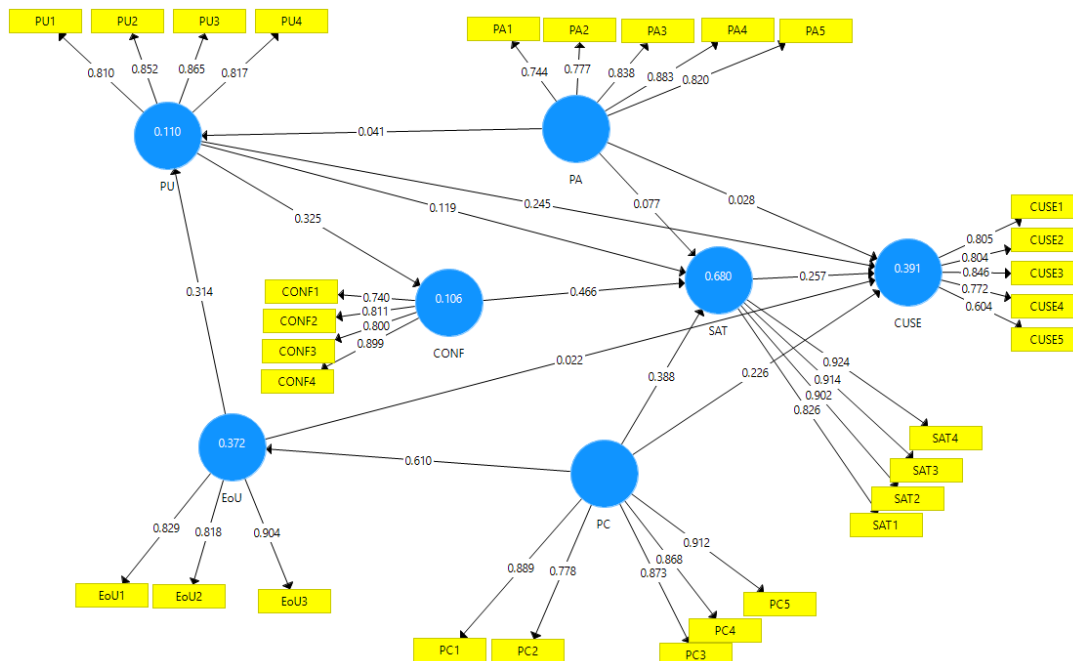 PU1
PU2
PU3
PU4
PA1
PA2
PA3
PA4
PA5
0.810
0.852
0.865
0.817
0.744
0.777
0.838
0.883
0.820
0.110
PU
0.041
PA
0.325
0.119
0.245
0.077
0.028
CUSE1
CUSE2
CUSE3
CUSE4
CUSE5
0.805
0.804
0.846
0.772
0.604
0.314
CONF1
CONF2
CONF3
CONF4
0.740
0.811
0.800
0.899
0.106
CONF
0.466
0.680
SAT
0.257
0.391
CUSE
0.022
0.388
0.226
0.924
0.914
0.902
0.826
SAT4
SAT3
SAT2
SAT1
0.372
EoU
0.610
PC
0.829
0.818
0.904
EoU1
EoU2
EoU3
0.889
0.778
0.873
0.868
0.912
PC1
PC2
PC3
PC4
PC5